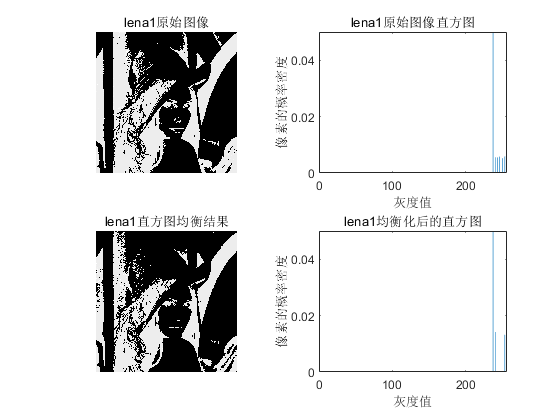 lena1原始图像
lena1原始图像直方图
像素的概率密度
0.04
0.02
0
0
100
200
灰度值
lena1直方图均衡结果
lena1均衡化后的直方图
像素的概率密度
0.04
0.02
0
0
100
200
灰度值